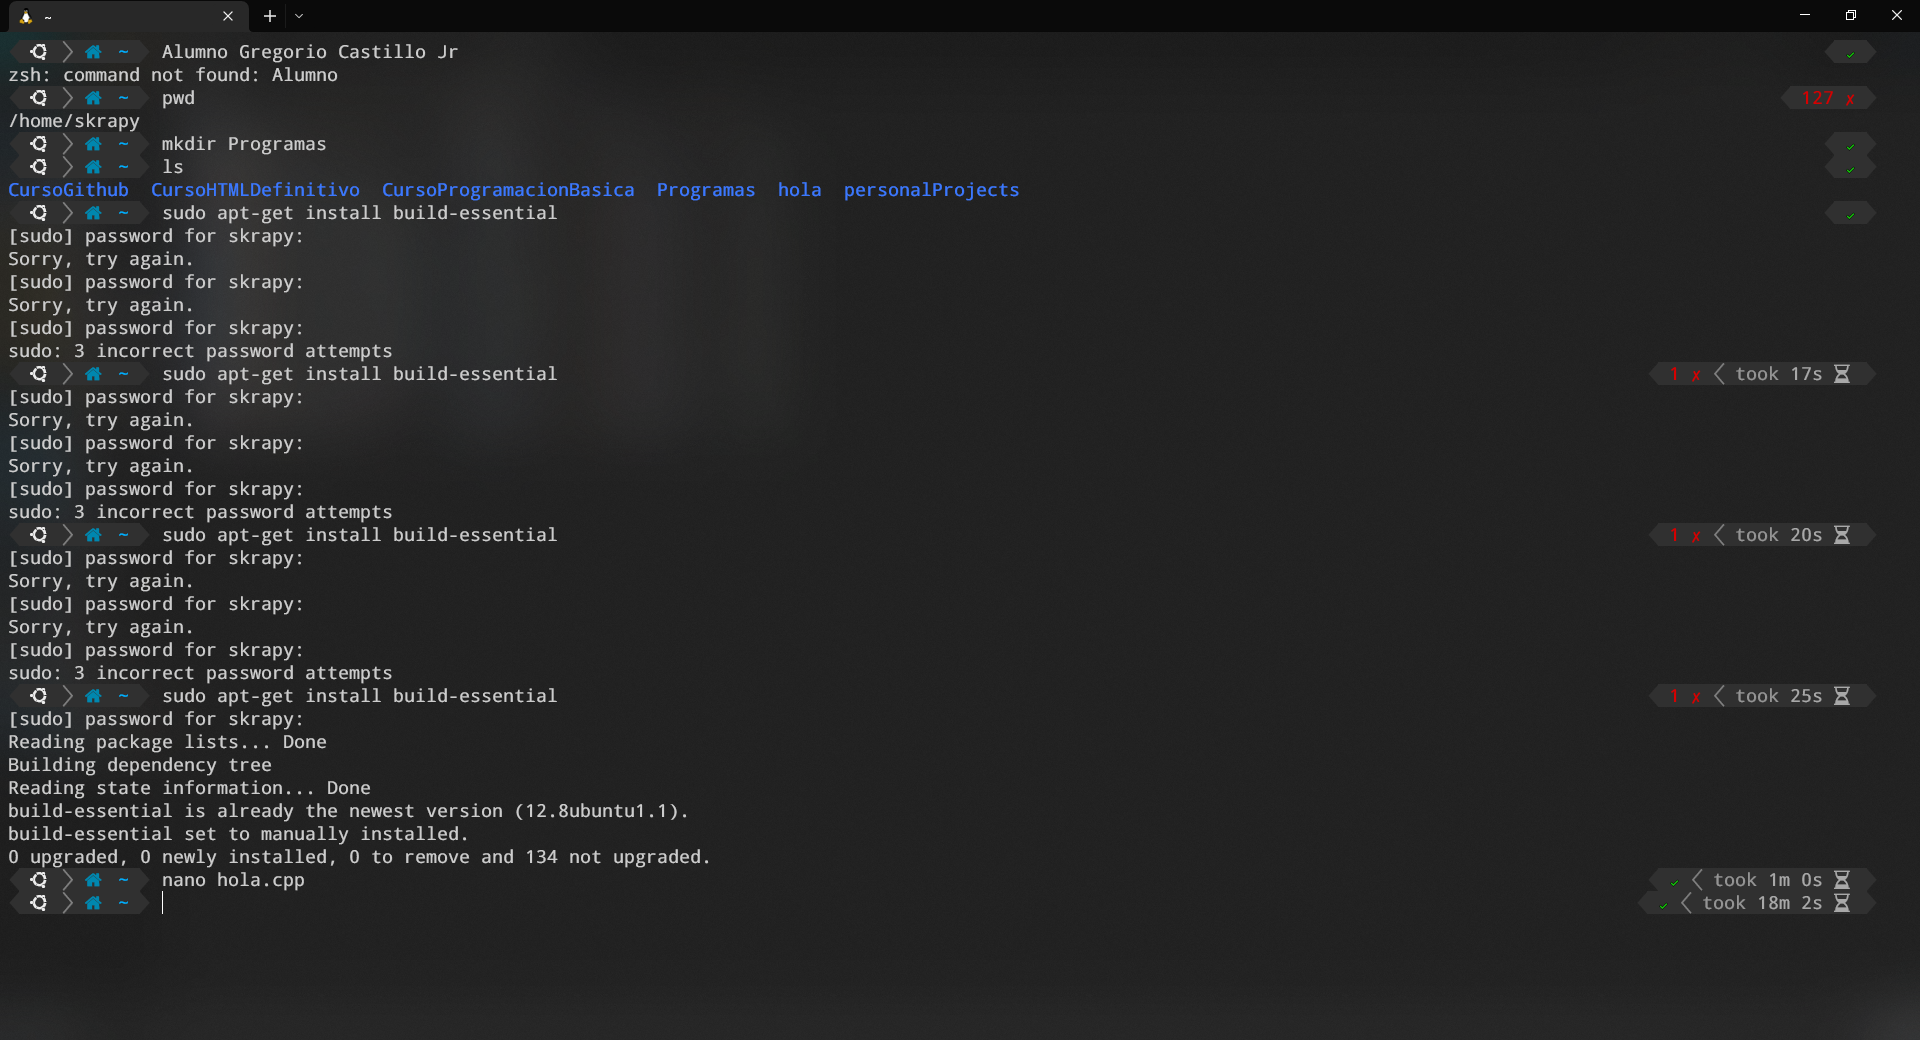 ~
~ Alumno Gregorio Castillo Jr
zsh: command not found: Alumno
~ pwd 127 x
/home/skrapy
~ mkdir Programas
~ ls
CursoGithub CursoHTMLDefinitivo CursoProgramacionBasica Programas hola personalProjects
~ sudo apt-get install build-essential
[sudo] password for skrapy:
Sorry, try again.
[sudo] password for skrapy:
Sorry, try again.
[sudo] password for skrapy:
sudo: 3 incorrect password attempts
~ sudo apt-get install build-essential 1 x took 17s
[sudo] password for skrapy:
Sorry, try again.
[sudo] password for skrapy:
Sorry, try again.
[sudo] password for skrapy:
sudo: 3 incorrect password attempts
~ sudo apt-get install build-essential 1 x took 20s
[sudo] password for skrapy:
Sorry, try again.
[sudo] password for skrapy:
Sorry, try again.
[sudo] password for skrapy:
sudo: 3 incorrect password attempts
~ sudo apt-get install build-essential 1 x took 25s
[sudo] password for skrapy:
Reading package lists... Done
Building dependency tree
Reading state information... Done
build-essential is already the newest version (12.8ubuntu1.1).
build-essential set to manually installed.
0 upgraded, 0 newly installed, 0 to remove and 134 not upgraded.
~ nano hola.cpp took 1m 0s
~ took 18m 2s